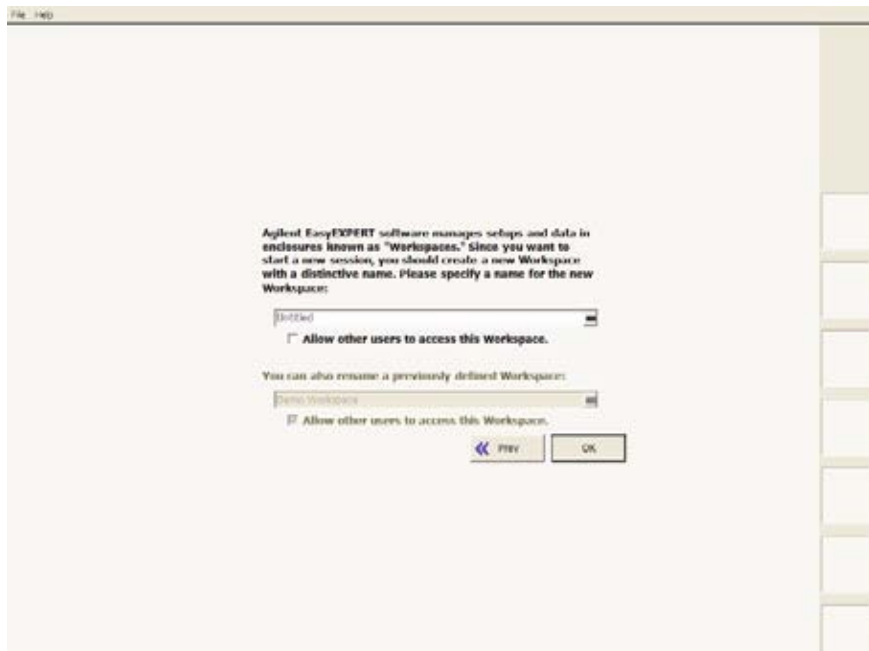 File Help
Agilent EasyEXPERT software manages setups and data in
enclosures known as "Workspaces." Since you want to
start a new session, you should create a new Workspace
with a distinctive name. Please specify a name for the new
Workspace:
Untitled
Allow other users to access this Workspace.
You can also rename a previously defined Workspace:
Demo Workspace
Allow other users to access this Workspace.
Prev OK